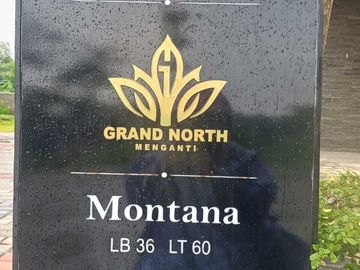 GRAND NORTH
MENGANTI
Montana
LB 36 LT 60